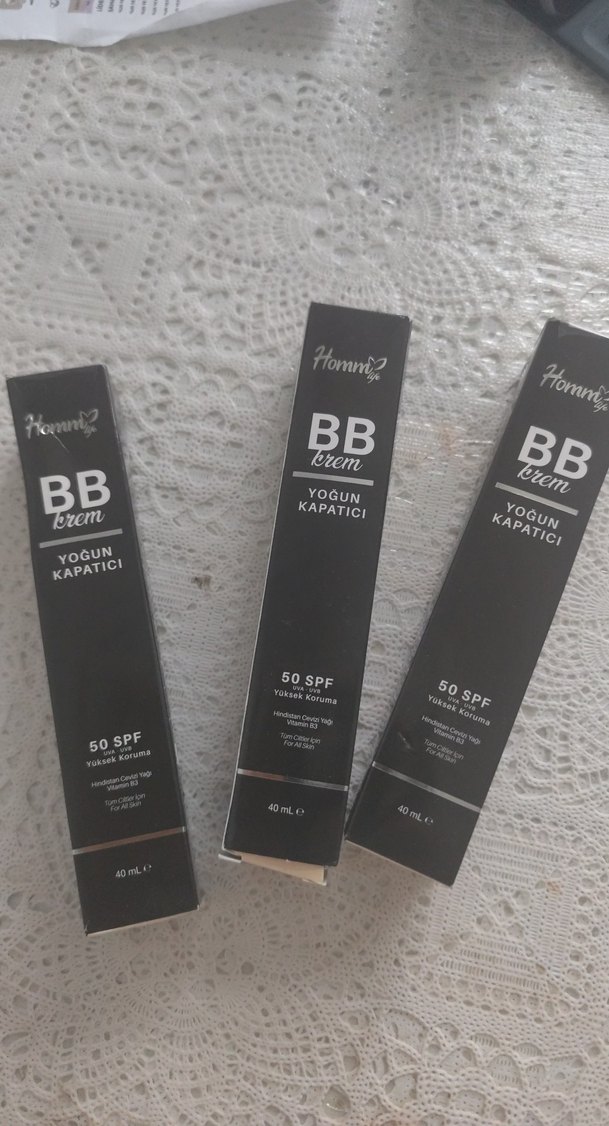 Homm life
BB
krem
YOĞUN
KAPATICI
50 SPF
UVA - UVB
Yüksek Koruma
Hindistan Cevizi Yağı
Vitamin B3
Tüm Ciltler İçin
For All Skin
40 mL ℮
Homm life
BB
krem
YOĞUN
KAPATICI
50 SPF
UVA - UVB
Yüksek Koruma
Hindistan Cevizi Yağı
Vitamin B3
Tüm Ciltler İçin
For All Skin
40 mL ℮
Homm life
BB
krem
YOĞUN
KAPATICI
50 SPF
UVA - UVB
Yüksek Koruma
Hindistan Cevizi Yağı
Vitamin B3
Tüm Ciltler İçin
For All Skin
40 mL ℮